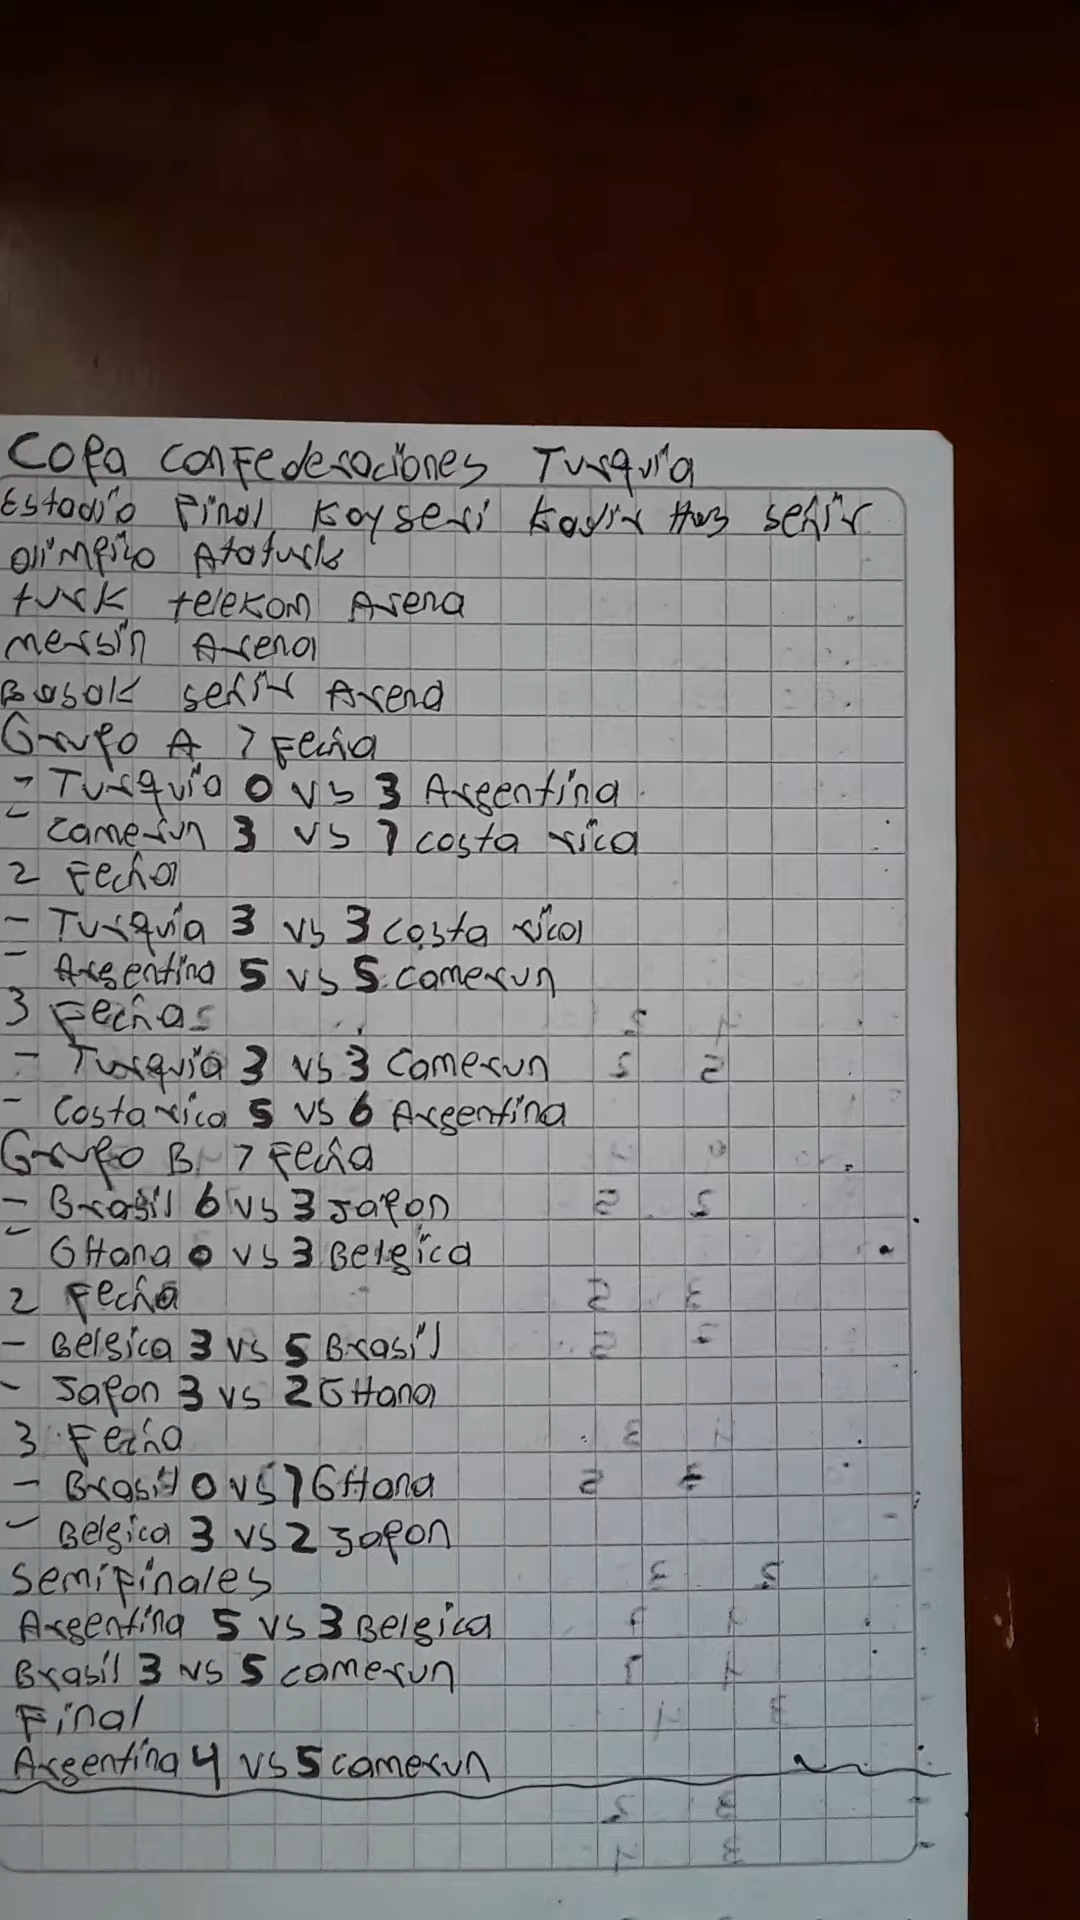 Copa Confederaciones Turquia
Estadio Final Kayseri Kadir Has sehir
Olimpico Ataturk
turk telekom Arena
mersin Arena
Basak sehir Arena
Grupo A 1 Fecha
- Turquia 0 vs 3 Argentina
- Camerun 3 vs 1 costa rica
2 Fecha
- Turquia 3 vs 3 costa rica
- Argentina 5 vs 5 camerun
3 Fechas
- Turquia 3 vs 3 Camerun
- Costa rica 5 vs 6 Argentina
Grupo B 1 Fecha
- Brasil 6 vs 3 Japon
- GHana 0 vs 3 Belgica
2 Fecha
- Belgica 3 vs 5 Brasil
- Japon 3 vs 2 GHana
3 Fecha
- Brasil 0 vs 1 GHana
- Belgica 3 vs 2 Japon
Semifinales
Argentina 5 vs 3 Belgica
Brasil 3 vs 5 camerun
Final
Argentina 4 vs 5 camerun